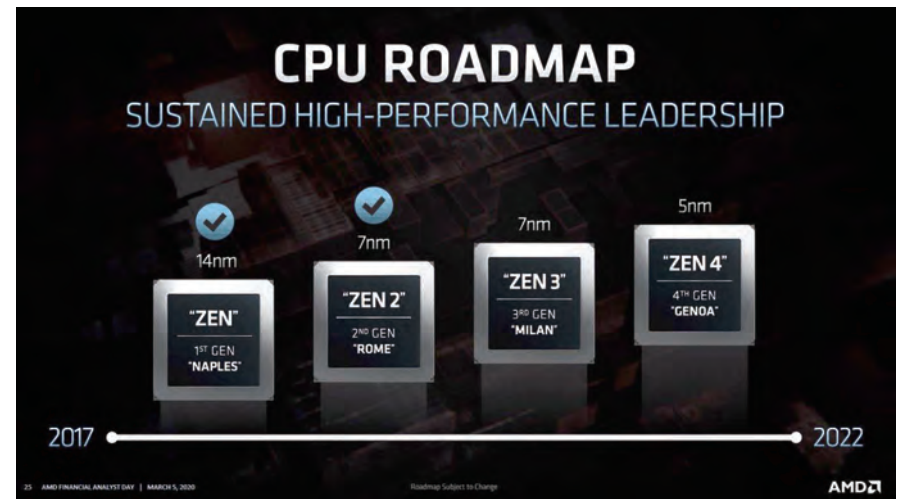 CPU ROADMAP
SUSTAINED HIGH-PERFORMANCE LEADERSHIP
14nm
"ZEN"
1ST GEN
"NAPLES"
7nm
"ZEN 2"
2ND GEN
"ROME"
7nm
"ZEN 3"
3RD GEN
"MILAN"
5nm
"ZEN 4"
4TH GEN
"GENOA"
2017
2022
25 AMD FINANCIAL ANALYST DAY | MARCH 5, 2020
Roadmap Subject to Change
AMD